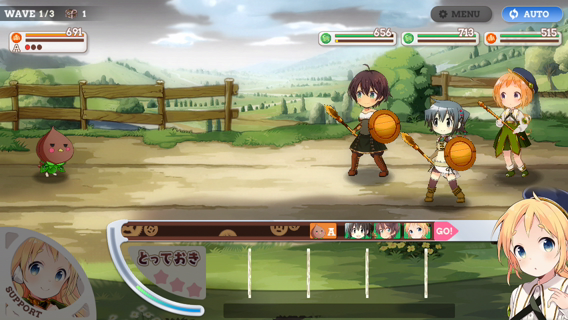 WAVE 1/3
1
MENU
AUTO
691
A
656
713
515
A
GO!
とっておき
SUPPORT